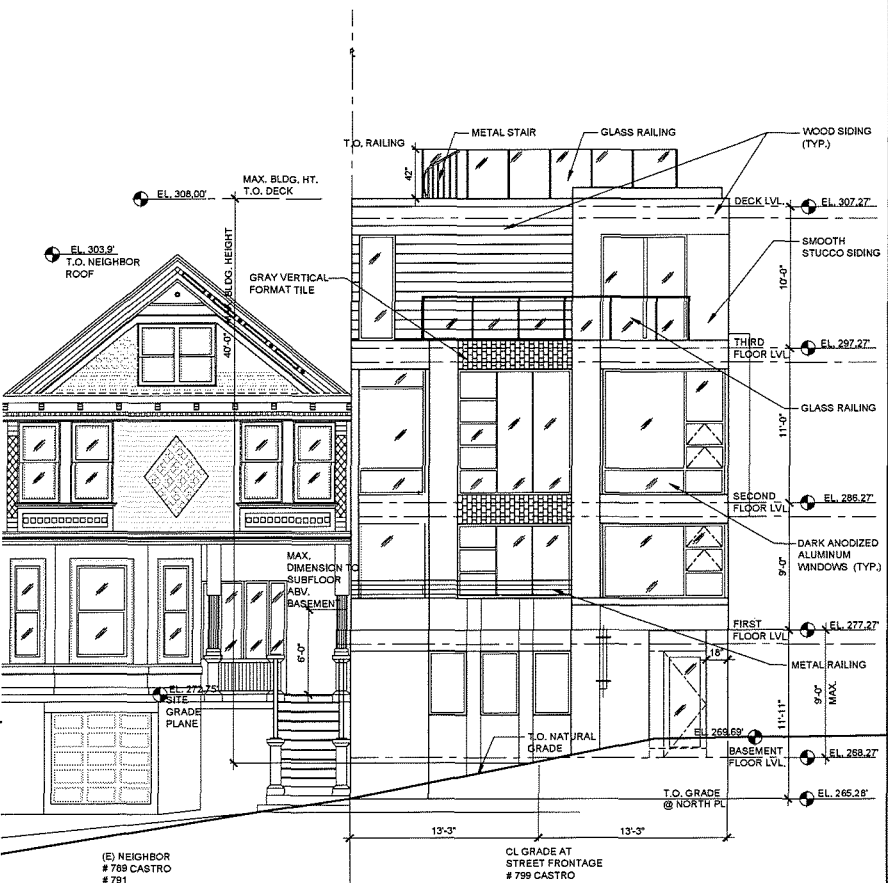 METAL STAIR
GLASS RAILING
WOOD SIDING
(TYP.)
T.O. RAILING
42"
MAX. BLDG. HT.
T.O. DECK
EL. 308.00'
DECK LVL.
EL. 307.27'
EL. 303.9'
T.O. NEIGHBOR
ROOF
SMOOTH
STUCCO SIDING
GRAY VERTICAL
FORMAT TILE
40'-0"
BLDG. HEIGHT
10'-0"
THIRD
FLOOR LVL.
EL. 297.27'
GLASS RAILING
11'-0"
SECOND
FLOOR LVL.
EL. 286.27'
DARK ANODIZED
ALUMINUM
WINDOWS (TYP.)
9'-0"
MAX.
DIMENSION TO
SUBFLOOR
ABV.
BASEMENT
6'-0"
FIRST
FLOOR LVL.
EL. 277.27'
18"
METAL RAILING
9'-0"
MAX.
11'-11"
EL. 272.75'
SITE
GRADE
PLANE
T.O. NATURAL
GRADE
EL. 269.69'
BASEMENT
FLOOR LVL.
EL. 268.27'
T.O. GRADE
@ NORTH PL
EL. 265.28'
13'-3"
13'-3"
(E) NEIGHBOR
# 789 CASTRO
# 791
CL GRADE AT
STREET FRONTAGE
# 799 CASTRO